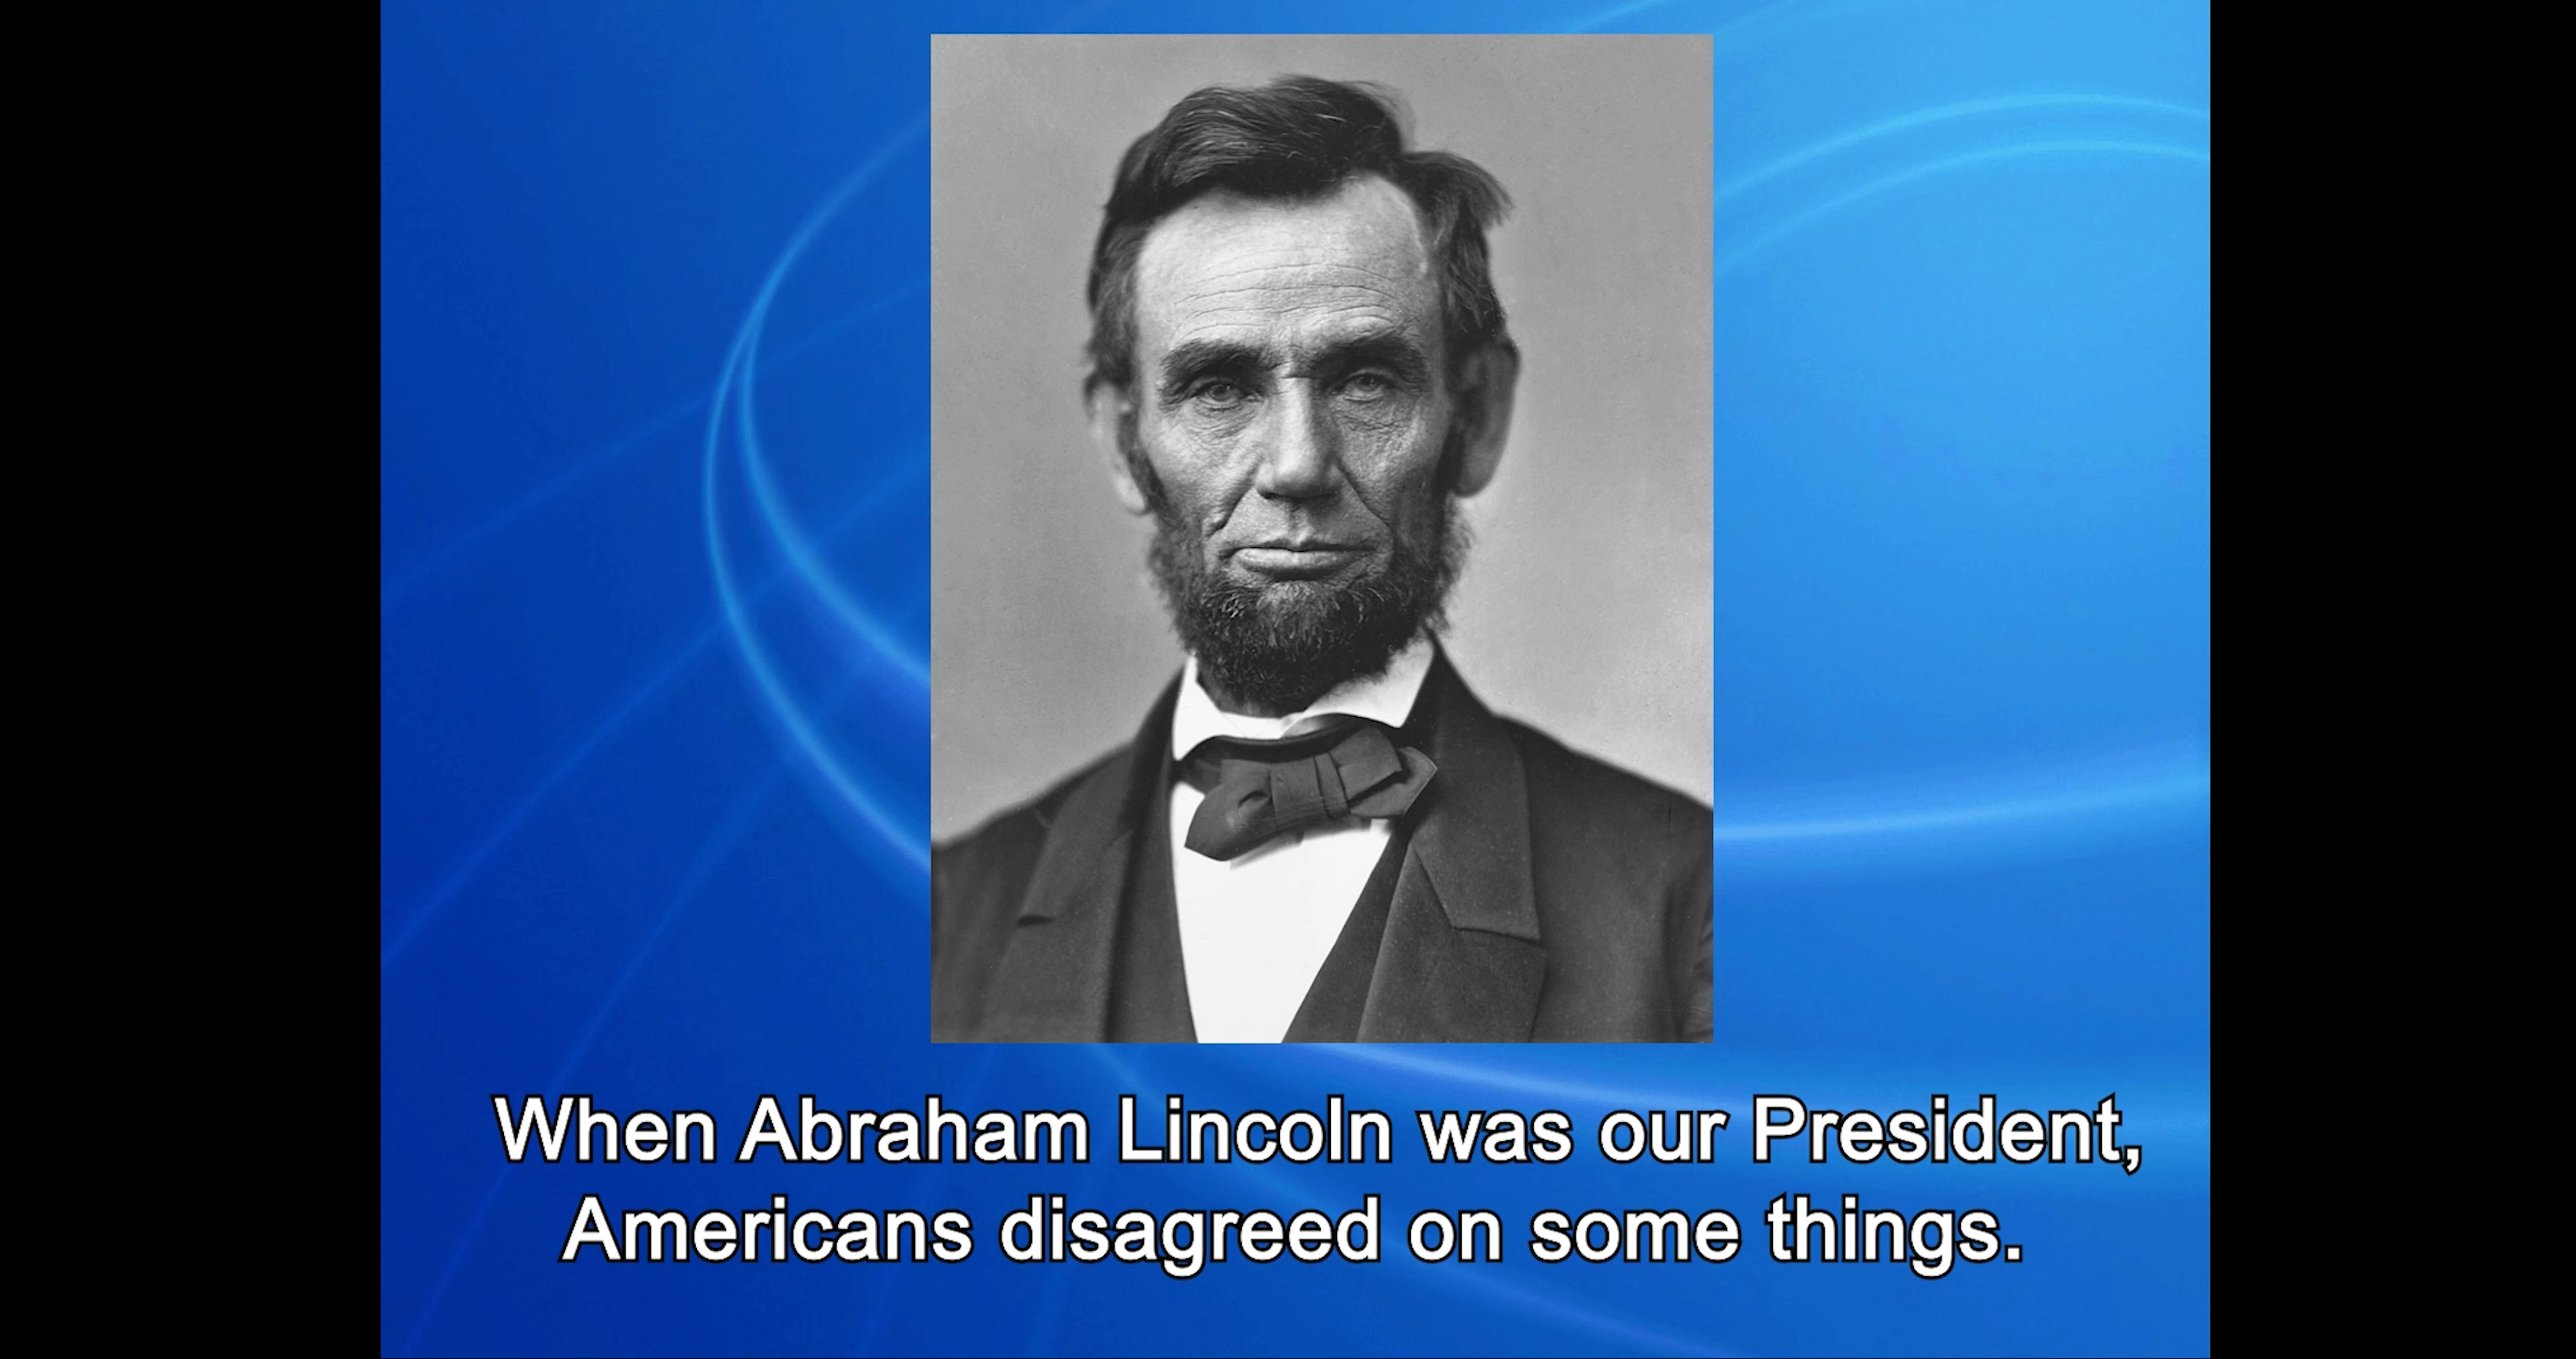 When Abraham Lincoln was our President,
Americans disagreed on some things.